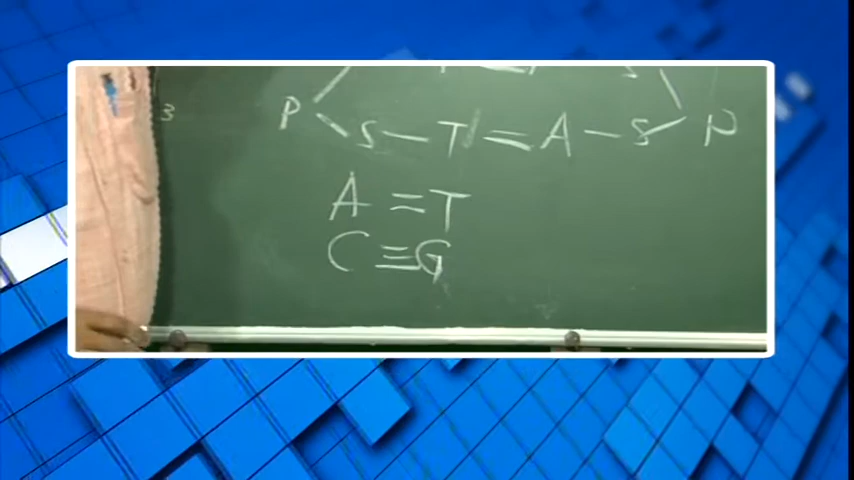 3
P S — T = A — S P
A = T
C ≡ G